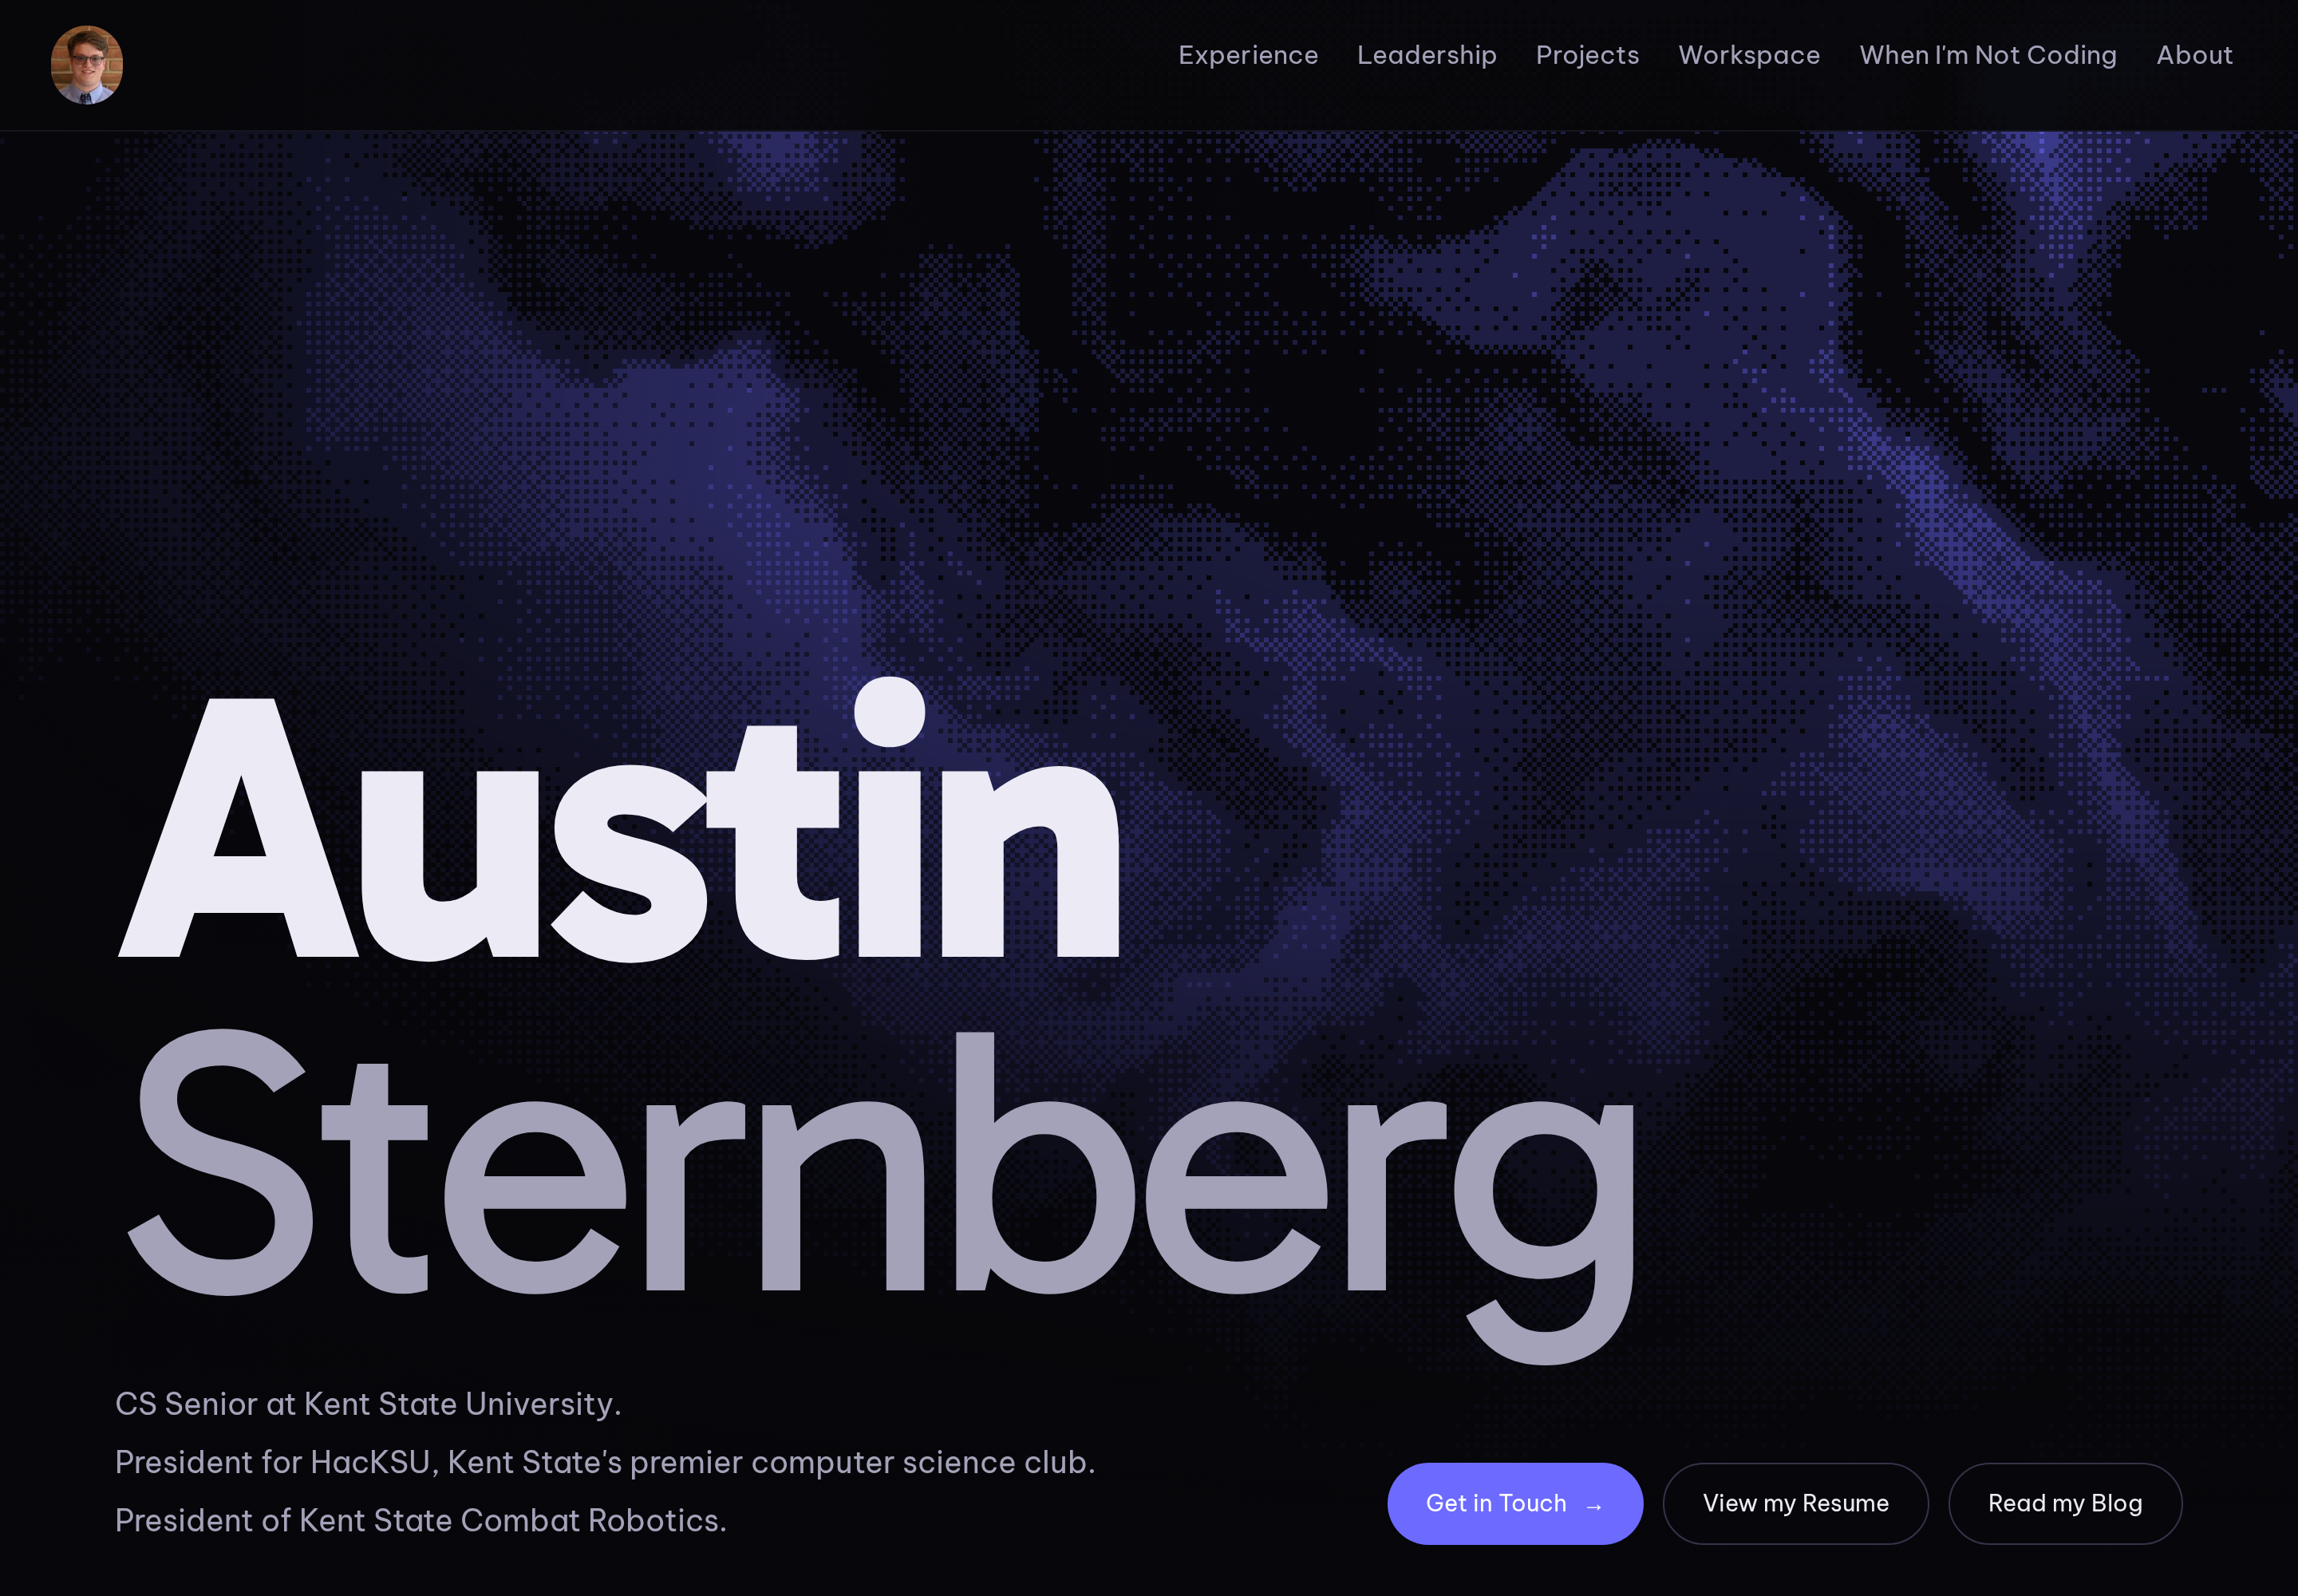 Experience Leadership Projects Workspace When I'm Not Coding About
Austin
Sternberg
CS Senior at Kent State University.
President for HacKSU, Kent State's premier computer science club.
President of Kent State Combat Robotics.
Get in Touch → View my Resume Read my Blog